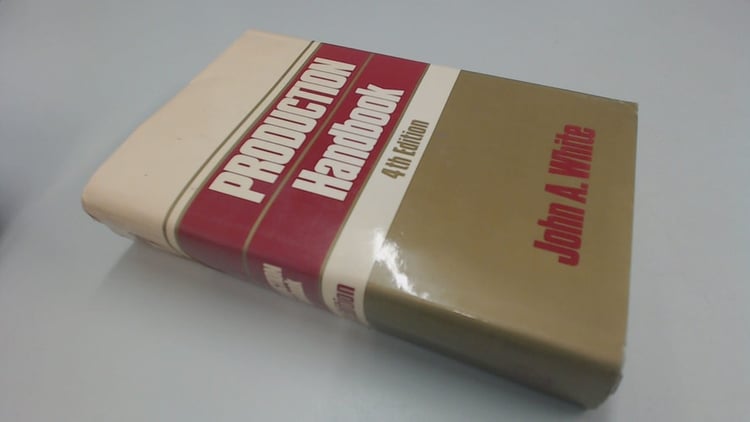 PRODUCTION
Handbook
4th Edition
John A. White